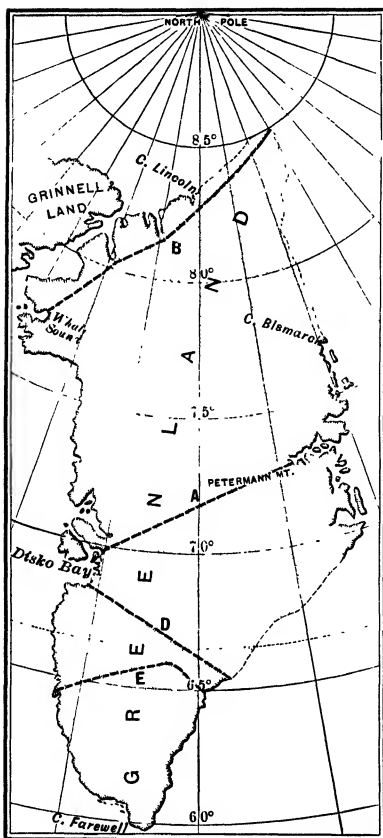 NORTH POLE
85°
C. Lincoln
GRINNELL
LAND
B
80°
Whale
Sound
C. Bismarck
75°
PETERMANN MT.
A
70°
Disko Bay
D
E
65°
60°
C. Farewell
GREENLAND